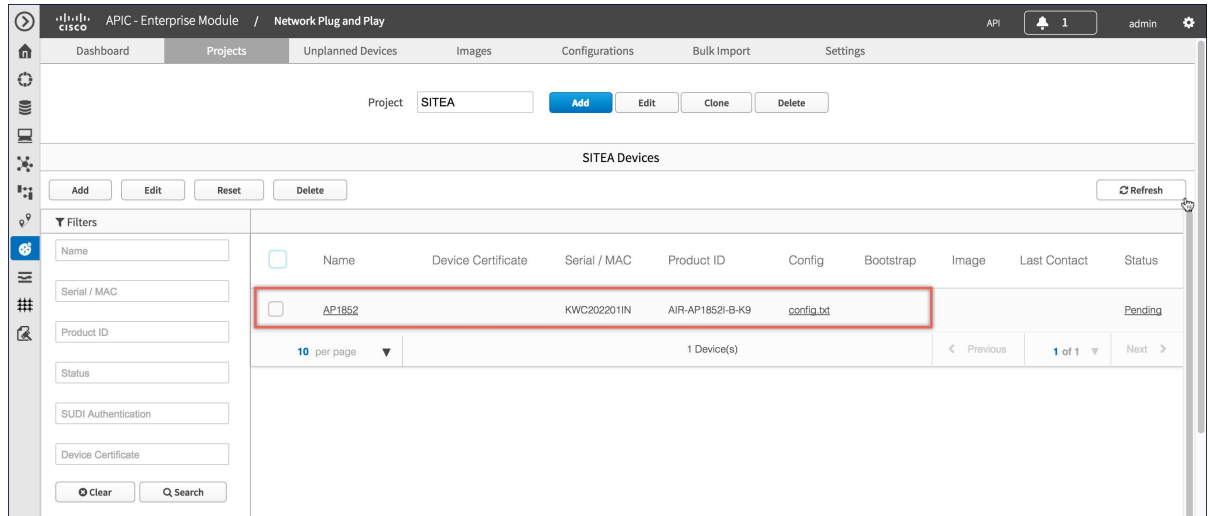 cisco APIC - Enterprise Module / Network Plug and Play API 1 admin
Dashboard Projects Unplanned Devices Images Configurations Bulk Import Settings
Project SITEA Add Edit Clone Delete
SITEA Devices
Add Edit Reset Delete Refresh
Filters
Name
Serial / MAC
Product ID
Status
SUDI Authentication
Device Certificate
Clear Search
Name Device Certificate Serial / MAC Product ID Config Bootstrap Image Last Contact Status
AP1852 KWC202201IN AIR-AP1852I-B-K9 config.txt Pending
10 per page 1 Device(s) Previous 1 of 1 Next